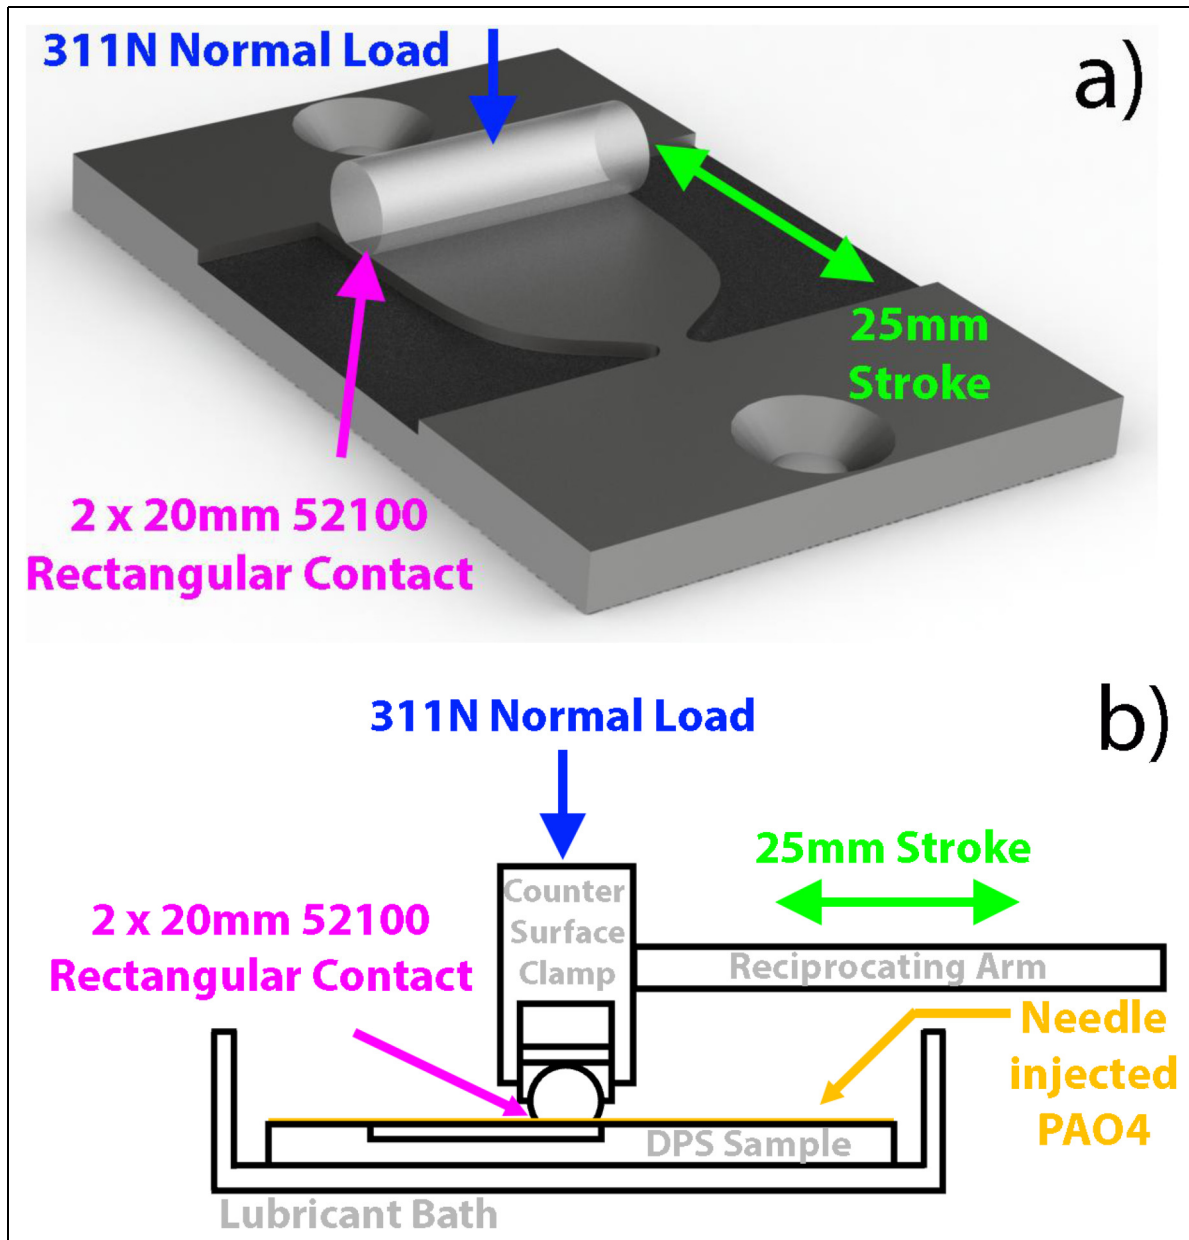 311N Normal Load
a)
25mm
Stroke
2 x 20mm 52100
Rectangular Contact
b)
311N Normal Load
25mm Stroke
Counter
Surface
Clamp
2 x 20mm 52100
Rectangular Contact
Reciprocating Arm
Needle
injected
PAO4
DPS Sample
Lubricant Bath